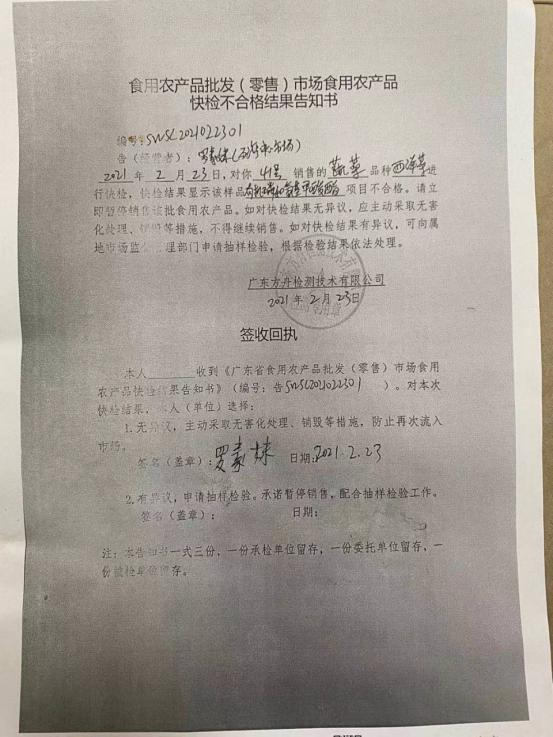 食用农产品批发（零售）市场食用农产品
快检不合格结果告知书
编号：SWSC2021022301
告（经营者）：
2021 年 2 月 23 日，对你 41号 销售的 蔬菜 品种 西洋菜 进
行快检，快检结果显示该样品 项目不合格。请立
即暂停销售该批食用农产品。如对快检结果无异议，应主动采取无害
化处理、销毁等措施，不得继续销售。如对快检结果有异议，可向属
地市场监督管理部门申请抽样检验，根据检验结果依法处理。
广东方舟检测技术有限公司
2021 年 2 月 23日
签收回执
本人 收到《广东省食用农产品批发（零售）市场食用
农产品快检结果告知书》（编号：告SWSC2021022301 ）。对本次
快检结果，本人（单位）选择：
1.无异议，主动采取无害化处理、销毁等措施，防止再次流入
市场。
签名（盖章）： 日期：2021.2.23
2.有异议，申请抽样检验。承诺暂停销售，配合抽样检验工作。
签名（盖章）： 日期：
注：本告知书一式三份，一份承检单位留存，一份委托单位留存，一
份被检单位留存。